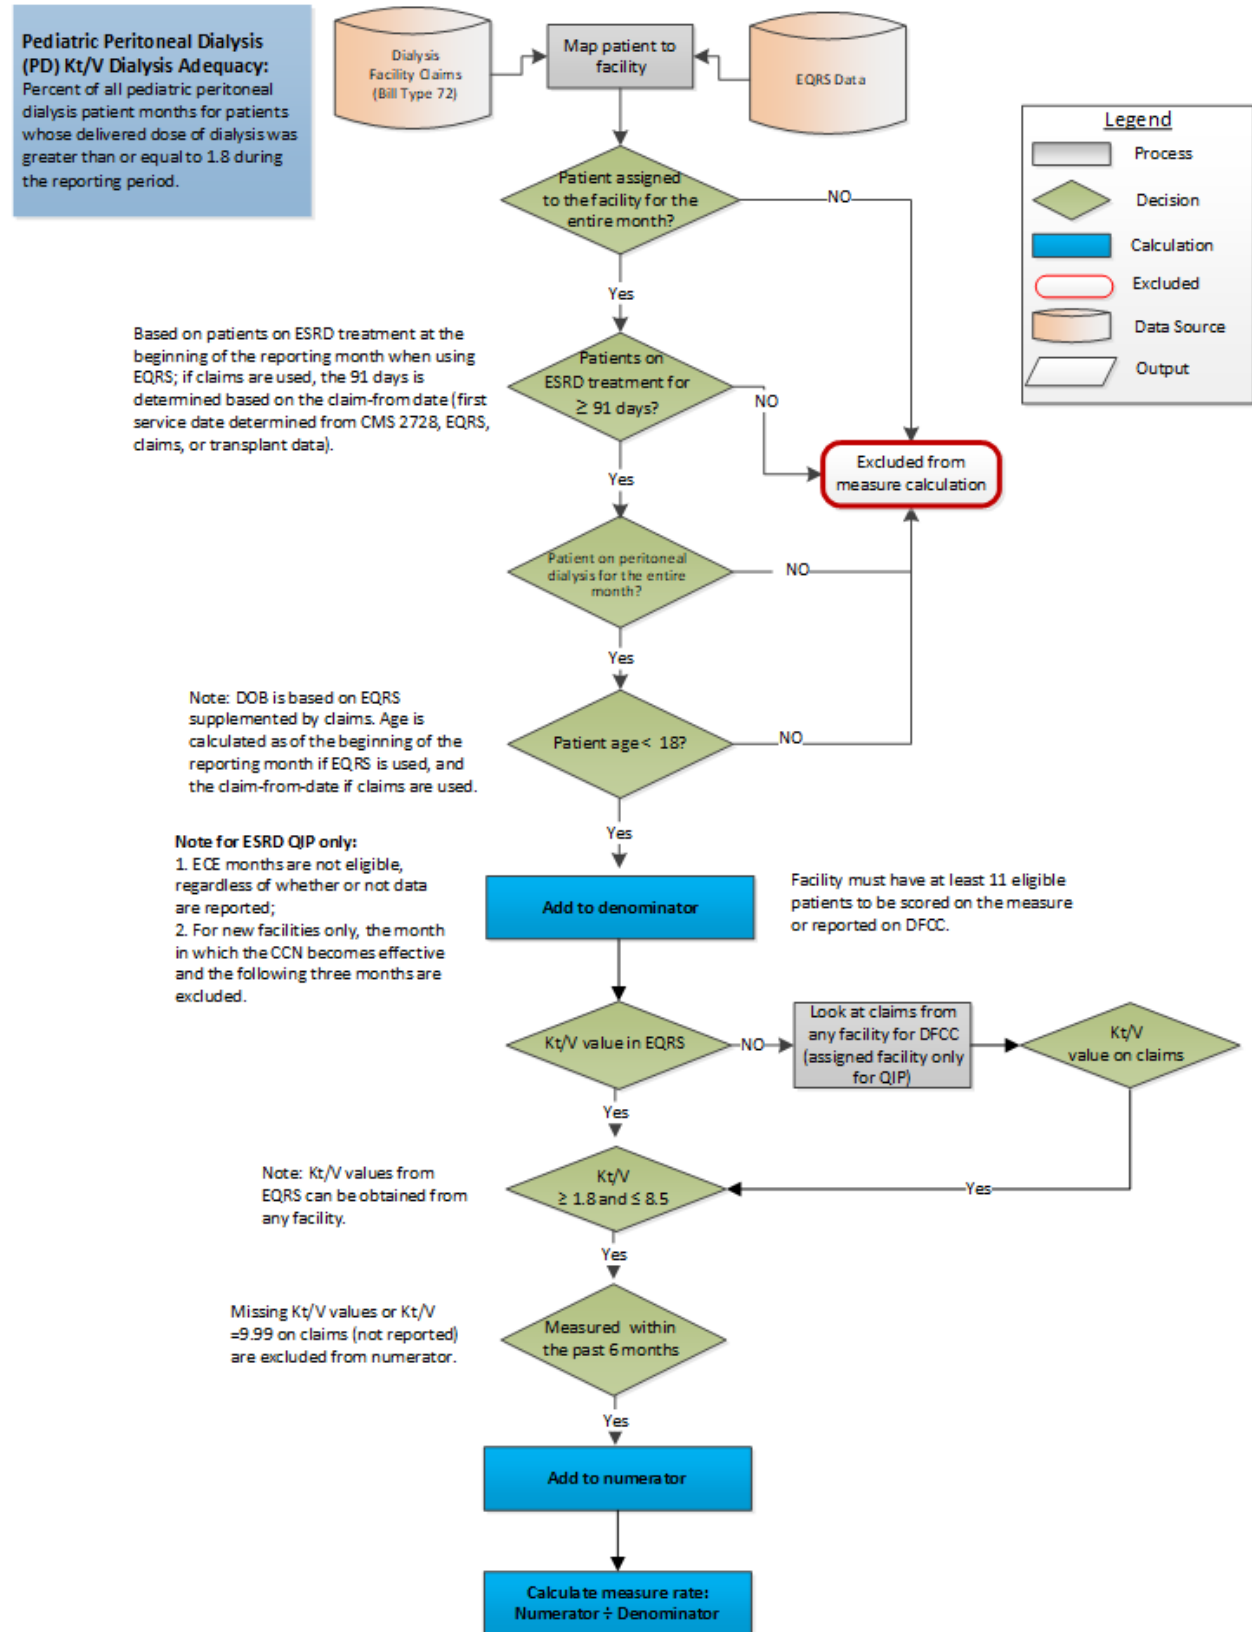 Pediatric Peritoneal Dialysis
(PD) Kt/V Dialysis Adequacy:
Percent of all pediatric peritoneal
dialysis patient months for patients
whose delivered dose of dialysis was
greater than or equal to 1.8 during
the reporting period.
Dialysis
Facility Claims
(Bill Type 72)
Map patient to
facility
EQRS Data
Legend
Process
Decision
Calculation
Excluded
Data Source
Output
Patient assigned
to the facility for the
entire month?
NO
Yes
Based on patients on ESRD treatment at the
beginning of the reporting month when using
EQRS; if claims are used, the 91 days is
determined based on the claim-from date (first
service date determined from CMS 2728, EQRS,
claims, or transplant data).
Patients on
ESRD treatment for
≥ 91 days?
NO
Excluded from
measure calculation
Yes
Patient on peritoneal
dialysis for the entire
month?
NO
Yes
Note: DOB is based on EQRS
supplemented by claims. Age is
calculated as of the beginning of the
reporting month if EQRS is used, and
the claim-from-date if claims are used.
Patient age < 18?
NO
Yes
Note for ESRD QIP only:
1. ECE months are not eligible,
regardless of whether or not data
are reported;
2. For new facilities only, the month
in which the CCN becomes effective
and the following three months are
excluded.
Add to denominator
Facility must have at least 11 eligible
patients to be scored on the measure
or reported on DFCC.
Kt/V value in EQRS
NO
Look at claims from
any facility for DFCC
(assigned facility only
for QIP)
Kt/V
value on claims
Yes
Note: Kt/V values from
EQRS can be obtained from
any facility.
Kt/V
≥ 1.8 and ≤ 8.5
Yes
Yes
Missing Kt/V values or Kt/V
=9.99 on claims (not reported)
are excluded from numerator.
Measured within
the past 6 months
Yes
Add to numerator
Calculate measure rate:
Numerator ÷ Denominator